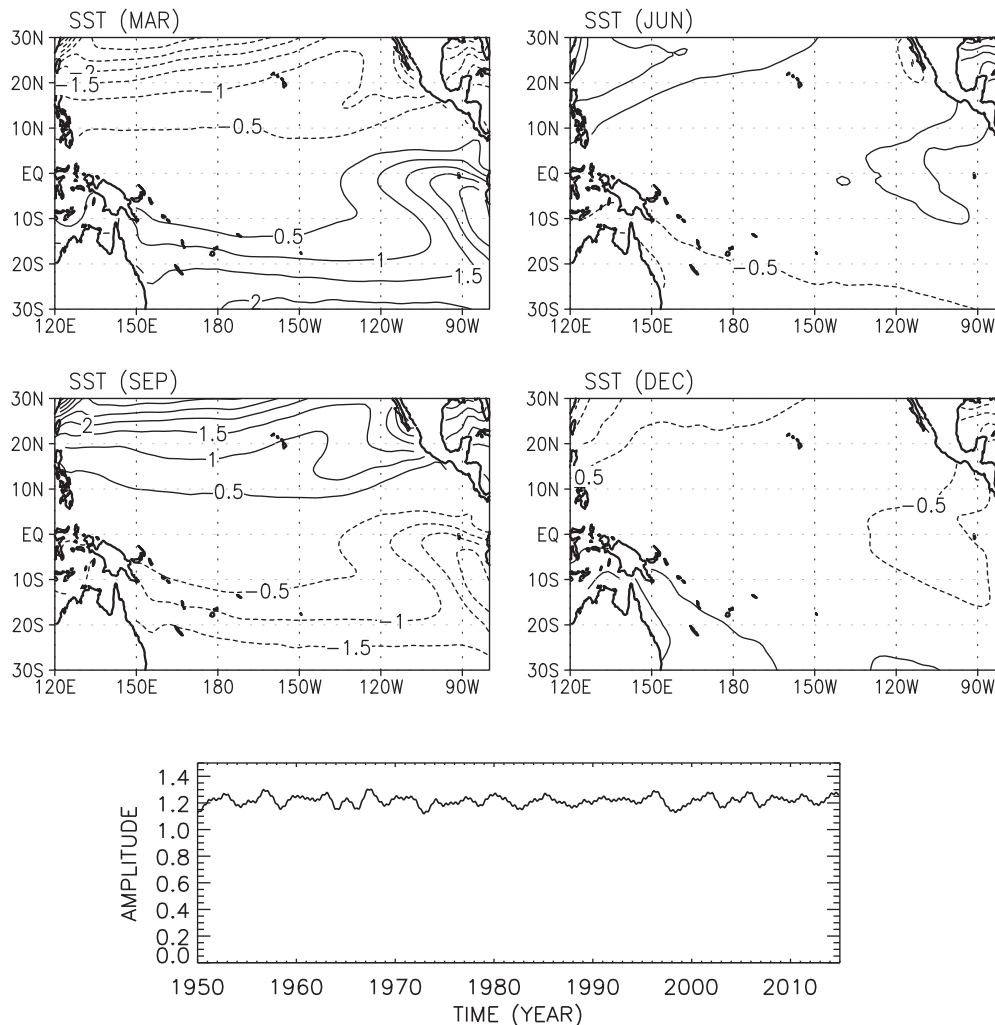 SST (MAR)
30N
20N
10N
EQ
10S
20S
30S
120E 150E 180 150W 120W 90W
-2
-1.5
-1
-0.5
0.5
1
1.5
2
SST (JUN)
30N
20N
10N
EQ
10S
20S
30S
120E 150E 180 150W 120W 90W
-0.5
SST (SEP)
30N
20N
10N
EQ
10S
20S
30S
120E 150E 180 150W 120W 90W
2
1.5
1
0.5
-0.5
-1
-1.5
SST (DEC)
30N
20N
10N
EQ
10S
20S
30S
120E 150E 180 150W 120W 90W
0.5
-0.5
AMPLITUDE
1.4
1.2
1.0
0.8
0.6
0.4
0.2
0.0
1950 1960 1970 1980 1990 2000 2010
TIME (YEAR)